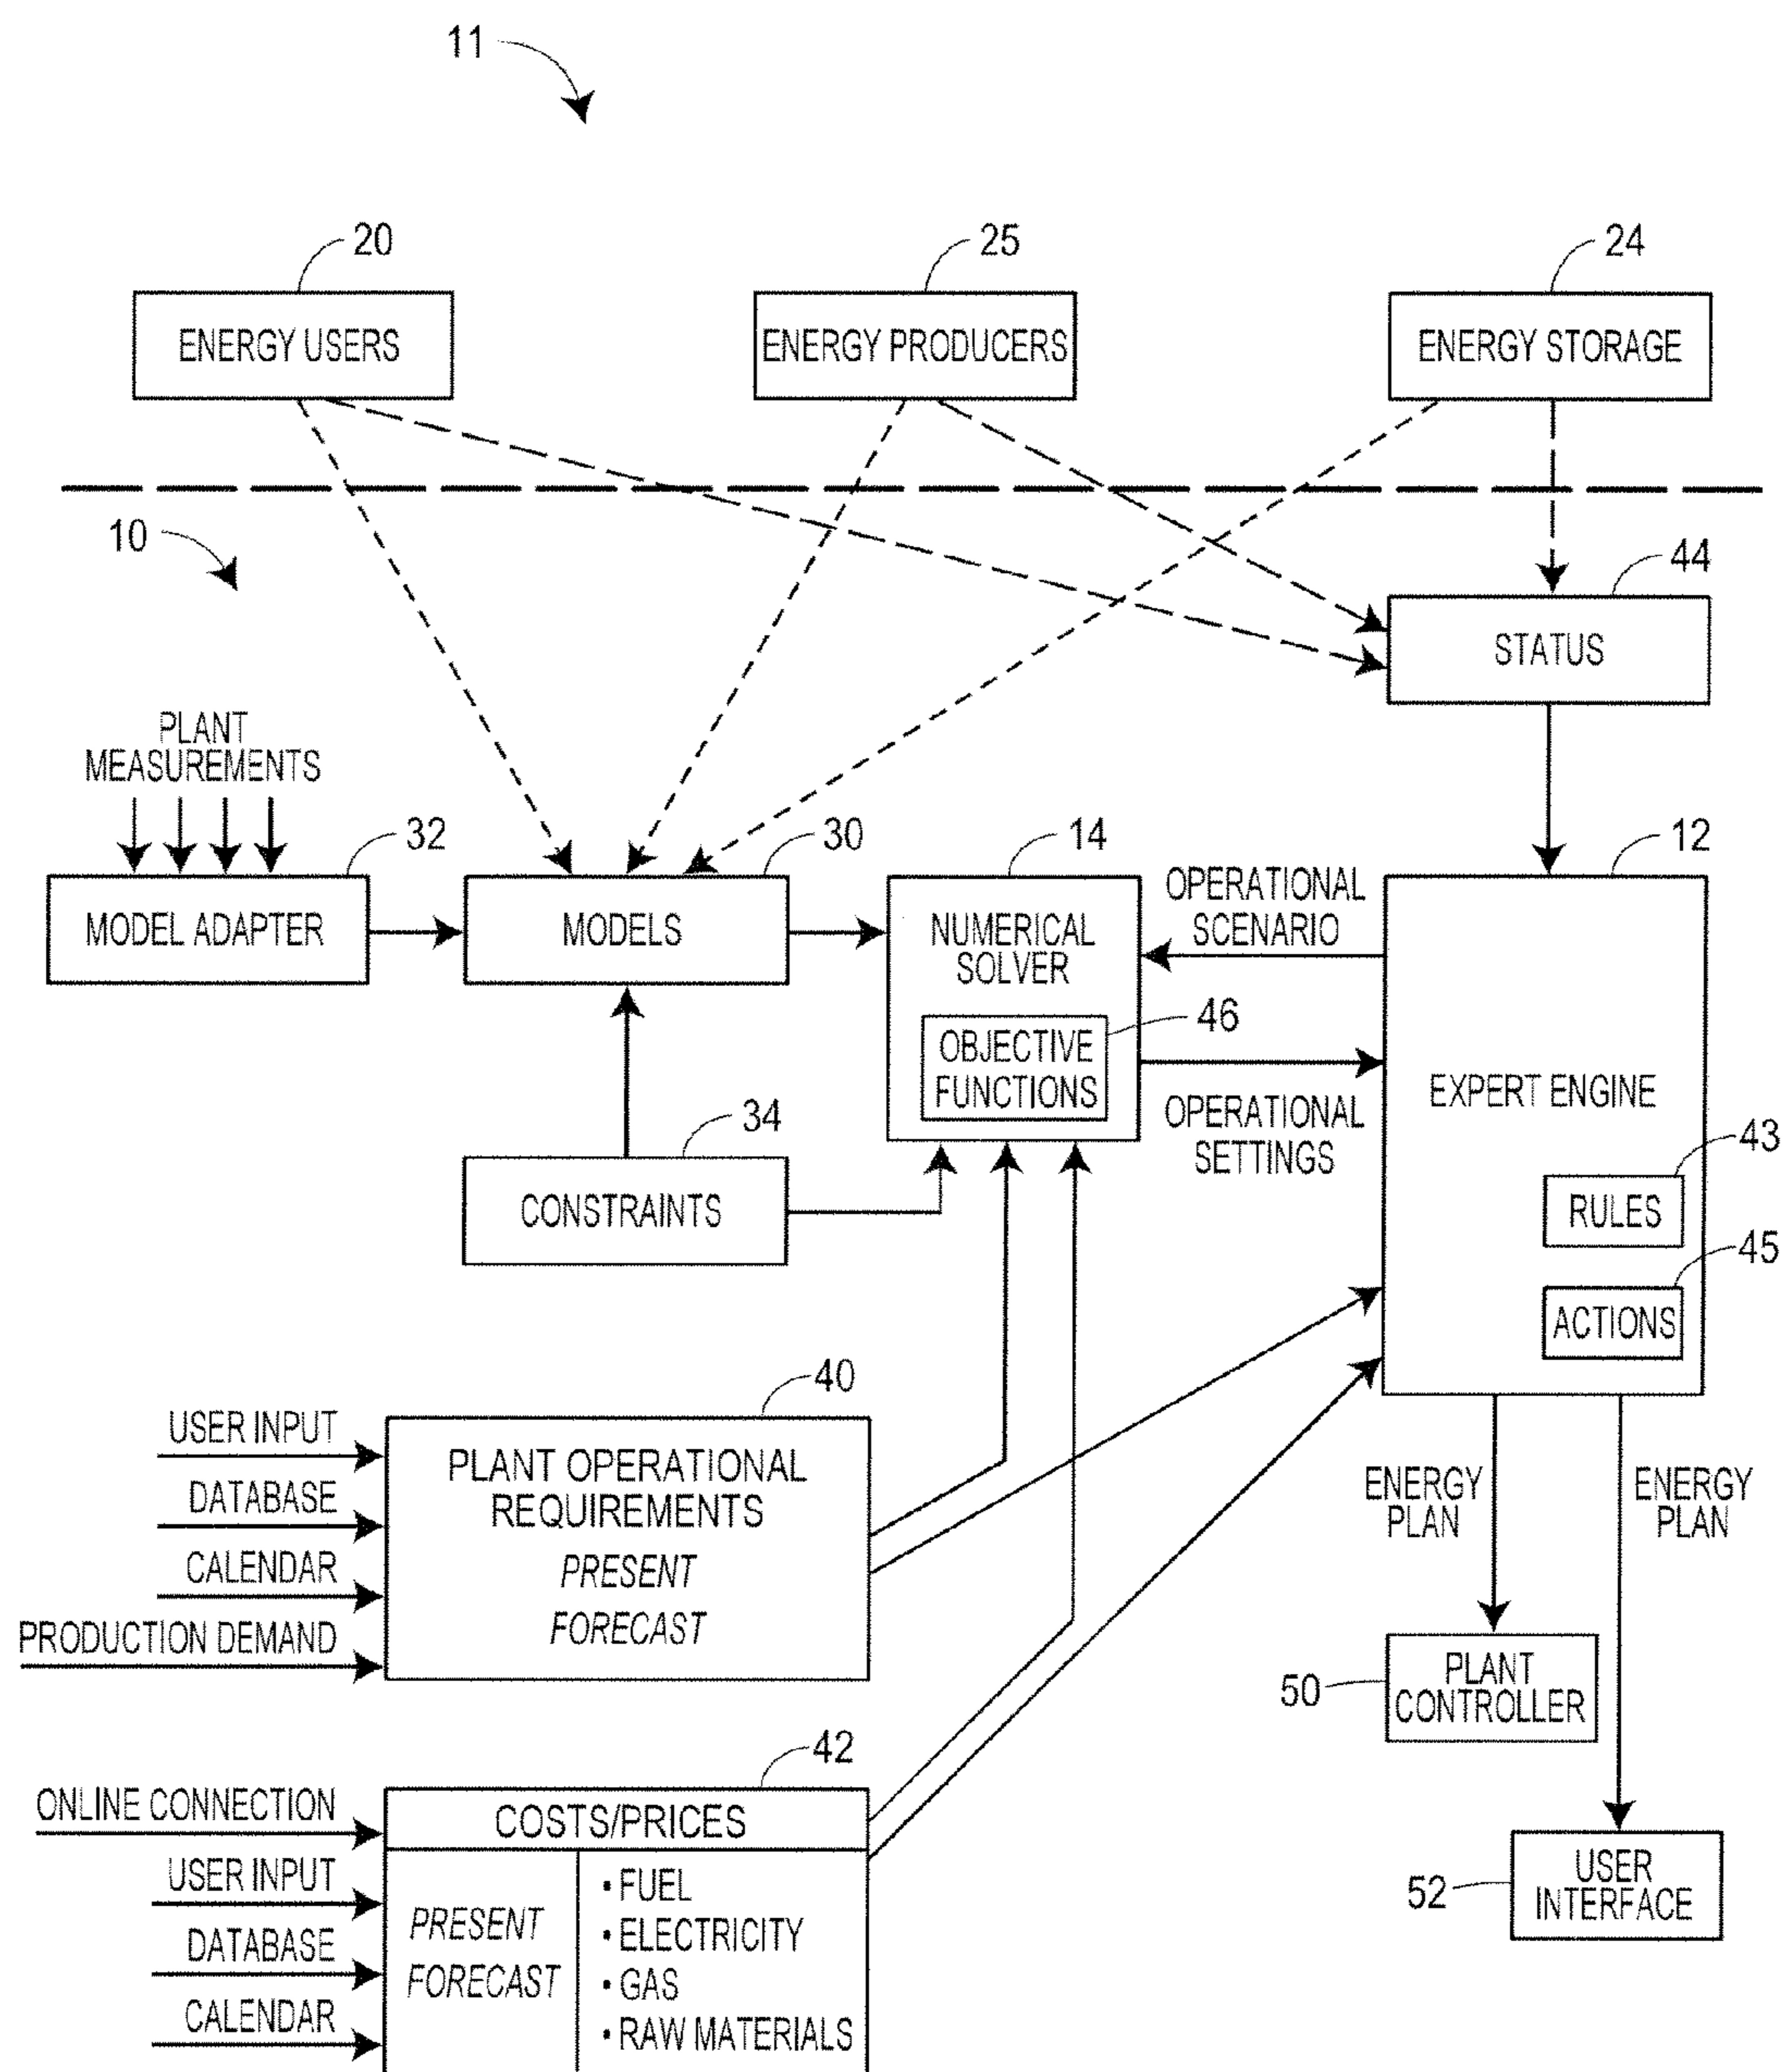 11
20
25
24
ENERGY USERS
ENERGY PRODUCERS
ENERGY STORAGE
10
44
STATUS
PLANT
MEASUREMENTS
32
30
14
12
MODEL ADAPTER
MODELS
NUMERICAL
SOLVER
OPERATIONAL
SCENARIO
46
OBJECTIVE
FUNCTIONS
OPERATIONAL
SETTINGS
EXPERT ENGINE
34
CONSTRAINTS
43
RULES
45
ACTIONS
40
USER INPUT
DATABASE
CALENDAR
PRODUCTION DEMAND
PLANT OPERATIONAL
REQUIREMENTS
PRESENT
FORECAST
ENERGY
PLAN
ENERGY
PLAN
50
PLANT
CONTROLLER
42
ONLINE CONNECTION
USER INPUT
DATABASE
CALENDAR
COSTS/PRICES
PRESENT
FORECAST
• FUEL
• ELECTRICITY
• GAS
• RAW MATERIALS
52
USER
INTERFACE